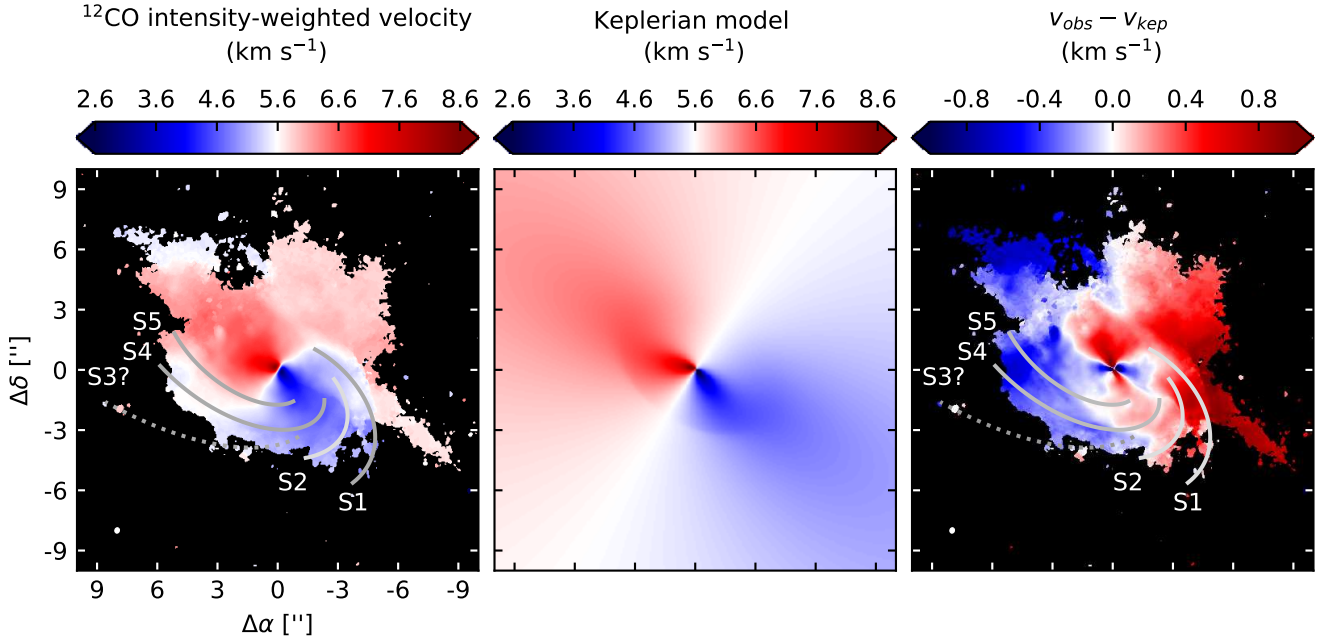 ¹²CO intensity-weighted velocity
(km s⁻¹)
Keplerian model
(km s⁻¹)
v_obs − v_kep
(km s⁻¹)
2.6 3.6 4.6 5.6 6.6 7.6 8.6
2.6 3.6 4.6 5.6 6.6 7.6 8.6
-0.8 -0.4 0.0 0.4 0.8
9
6
3
0
-3
-6
-9
Δδ ['']
S5
S4
S3?
S2
S1
S5
S4
S3?
S2
S1
9 6 3 0 -3 -6 -9
Δα ['']